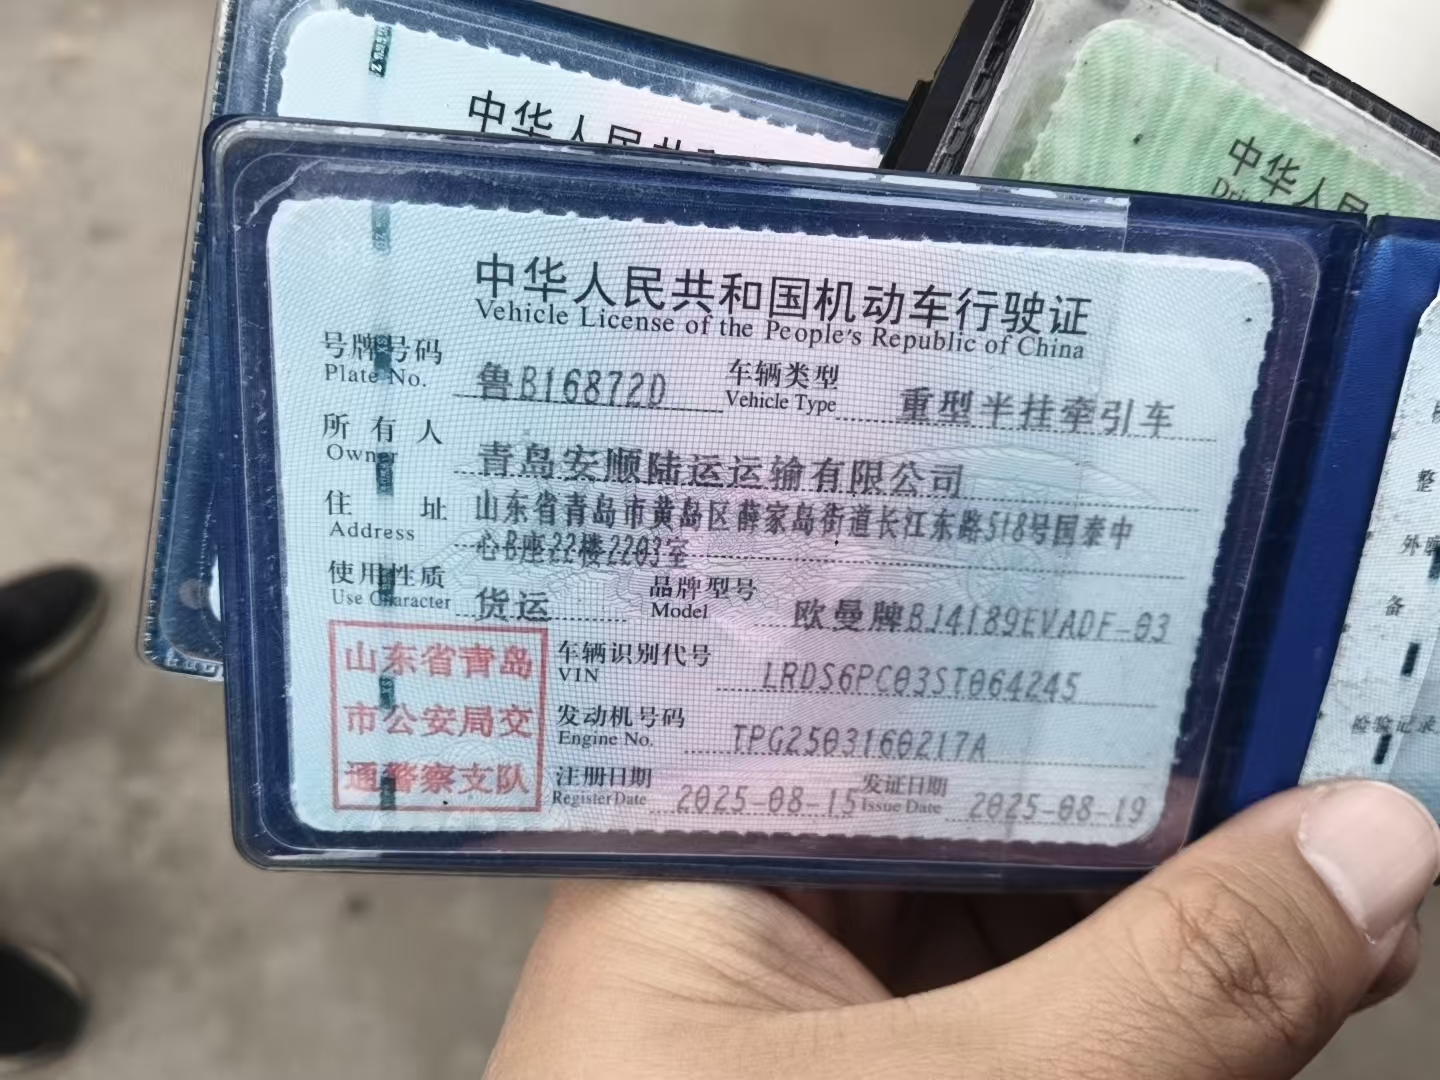 中华人民共
中华人民
中华人民共和国机动车行驶证
Vehicle License of the People's Republic of China
号牌号码 鲁B16872D 车辆类型 重型半挂牵引车
Plate No. Vehicle Type
所有人 青岛安顺陆运运输有限公司
Owner
住址 山东省青岛市黄岛区薛家岛街道长江东路518号国泰中
Address 心B座22楼2203室
使用性质 货运 品牌型号 欧曼牌BJ4189EVADF-03
Use Character Model
山东省青岛
市公安局交
通警察支队
车辆识别代号 LRDS6PC03ST064245
VIN
发动机号码 TPG2503160217A
Engine No.
注册日期 2025-08-15 发证日期 2025-08-19
Register Date Issue Date
整
外
备
检验记录